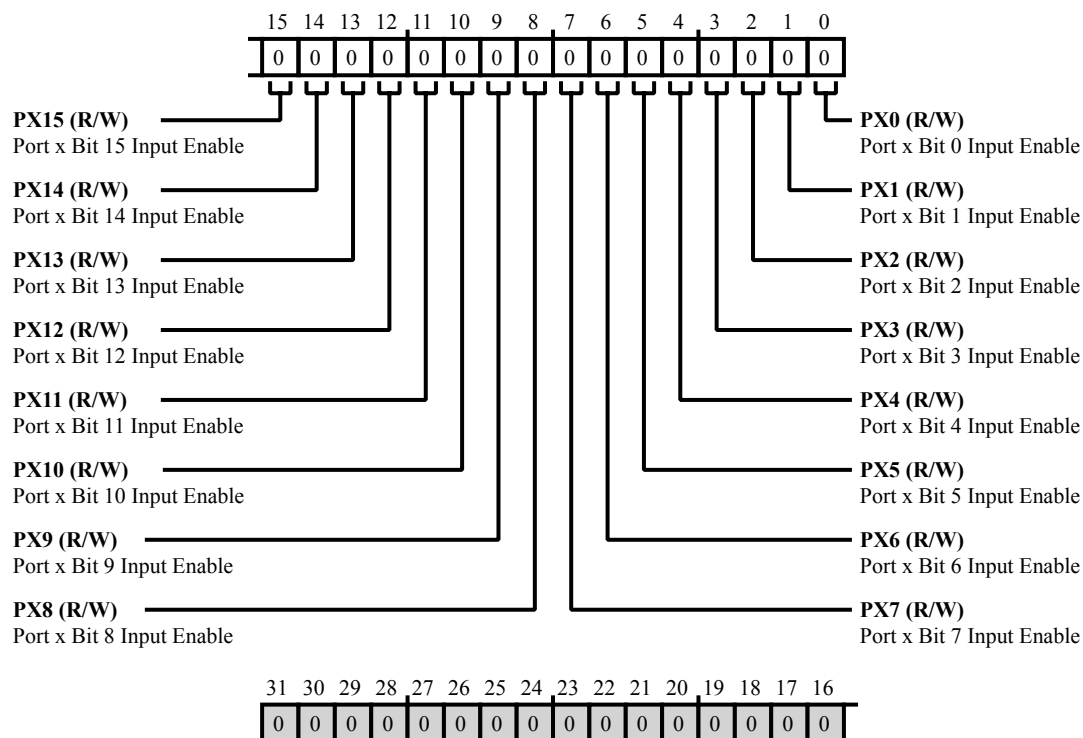 15 14 13 12 11 10 9 8 7 6 5 4 3 2 1 0
0 0 0 0 0 0 0 0 0 0 0 0 0 0 0 0
PX15 (R/W)
Port x Bit 15 Input Enable
PX14 (R/W)
Port x Bit 14 Input Enable
PX13 (R/W)
Port x Bit 13 Input Enable
PX12 (R/W)
Port x Bit 12 Input Enable
PX11 (R/W)
Port x Bit 11 Input Enable
PX10 (R/W)
Port x Bit 10 Input Enable
PX9 (R/W)
Port x Bit 9 Input Enable
PX8 (R/W)
Port x Bit 8 Input Enable
PX0 (R/W)
Port x Bit 0 Input Enable
PX1 (R/W)
Port x Bit 1 Input Enable
PX2 (R/W)
Port x Bit 2 Input Enable
PX3 (R/W)
Port x Bit 3 Input Enable
PX4 (R/W)
Port x Bit 4 Input Enable
PX5 (R/W)
Port x Bit 5 Input Enable
PX6 (R/W)
Port x Bit 6 Input Enable
PX7 (R/W)
Port x Bit 7 Input Enable
31 30 29 28 27 26 25 24 23 22 21 20 19 18 17 16
0 0 0 0 0 0 0 0 0 0 0 0 0 0 0 0